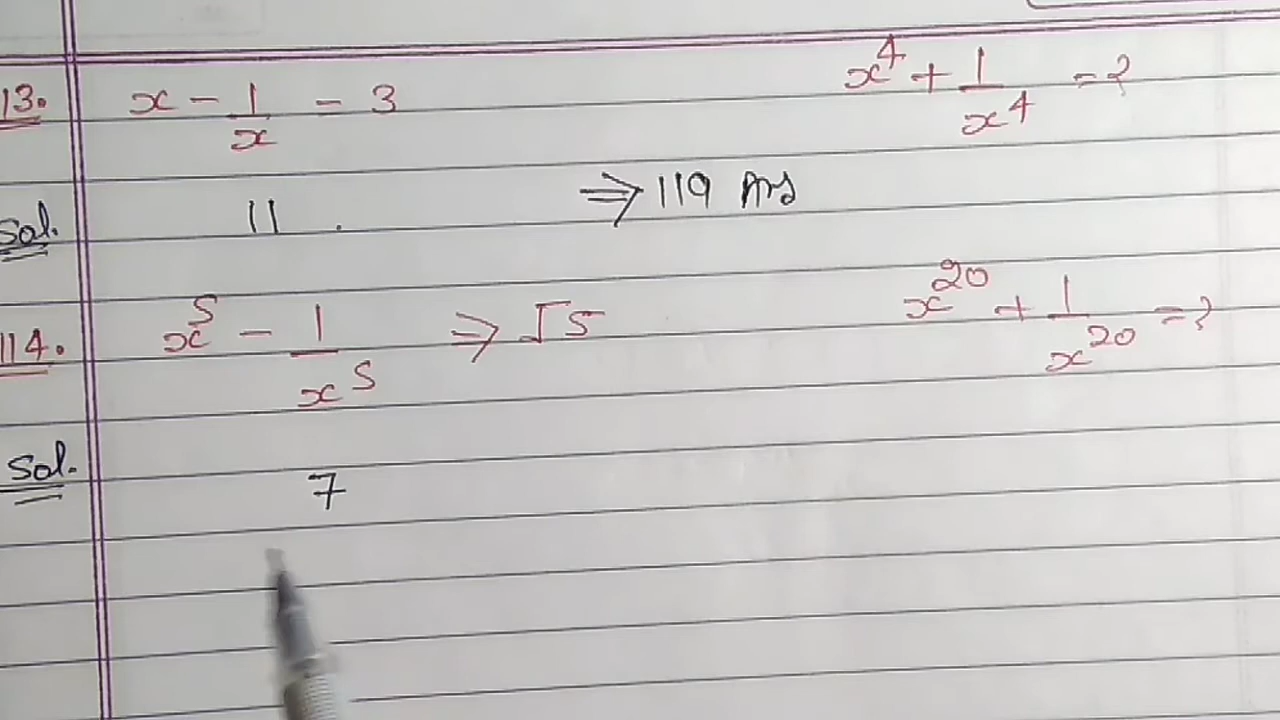 13. x - 1/x = 3 x⁴ + 1/x⁴ = ?
Sol. 11. ⇒ 119 Ans
114. x⁵ - 1/x⁵ ⇒ √5 x²⁰ + 1/x²⁰ = ?
Sol. 7